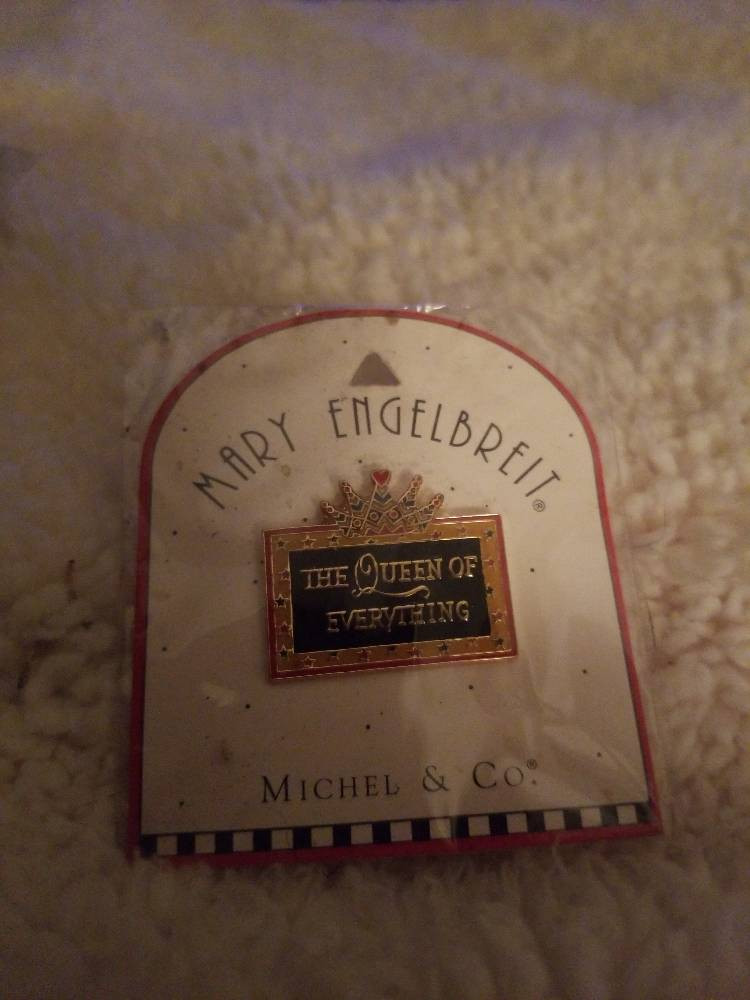 MARY ENGELBREIT®
THE QUEEN OF
EVERYTHING
MICHEL & CO.®